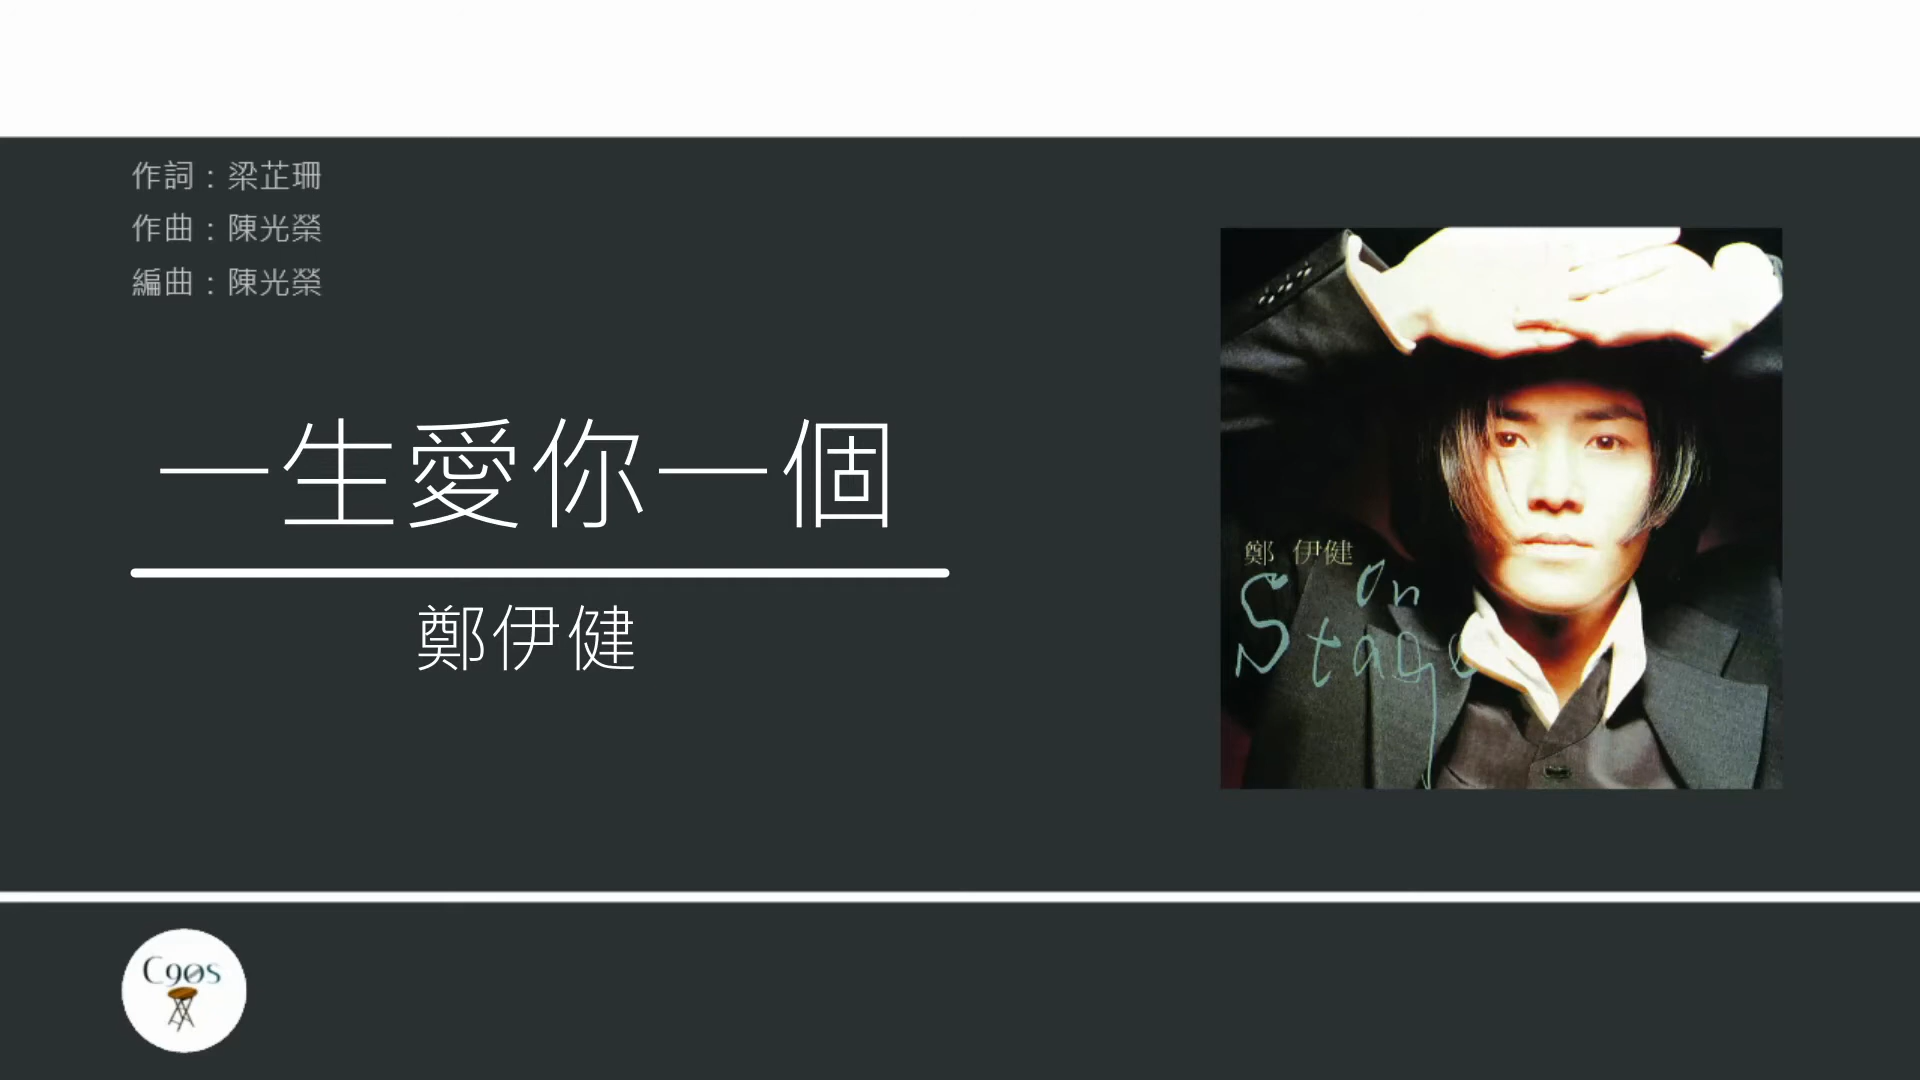 作詞：梁芷珊
作曲：陳光榮
編曲：陳光榮
一生愛你一個
鄭伊健
鄭 伊健
On
Stage
C90s